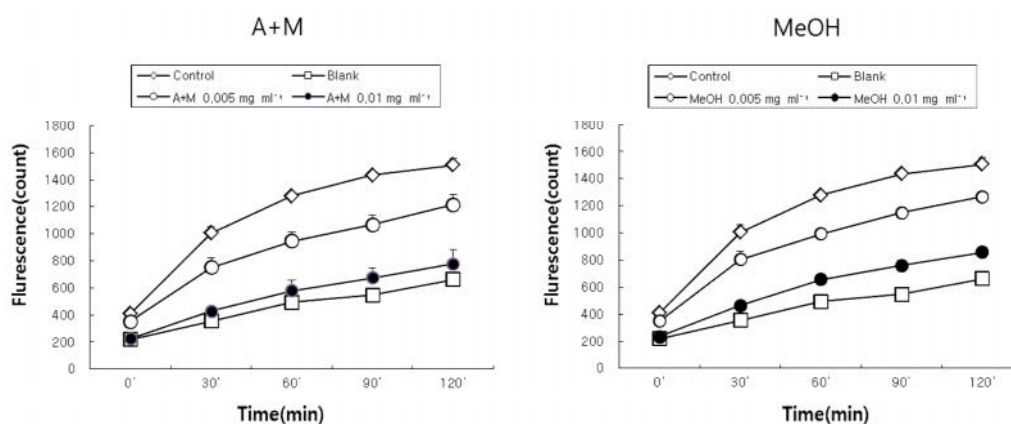 A+M
Control Blank
A+M 0,005 mg ml⁻¹ A+M 0,01 mg ml⁻¹
Flurescence(count)
1800
1600
1400
1200
1000
800
600
400
200
0
0' 30' 60' 90' 120'
Time(min)
MeOH
Control Blank
MeOH 0,005 mg ml⁻¹ MeOH 0,01 mg ml⁻¹
Flurescence(count)
1800
1600
1400
1200
1000
800
600
400
200
0
0' 30' 60' 90' 120'
Time(min)